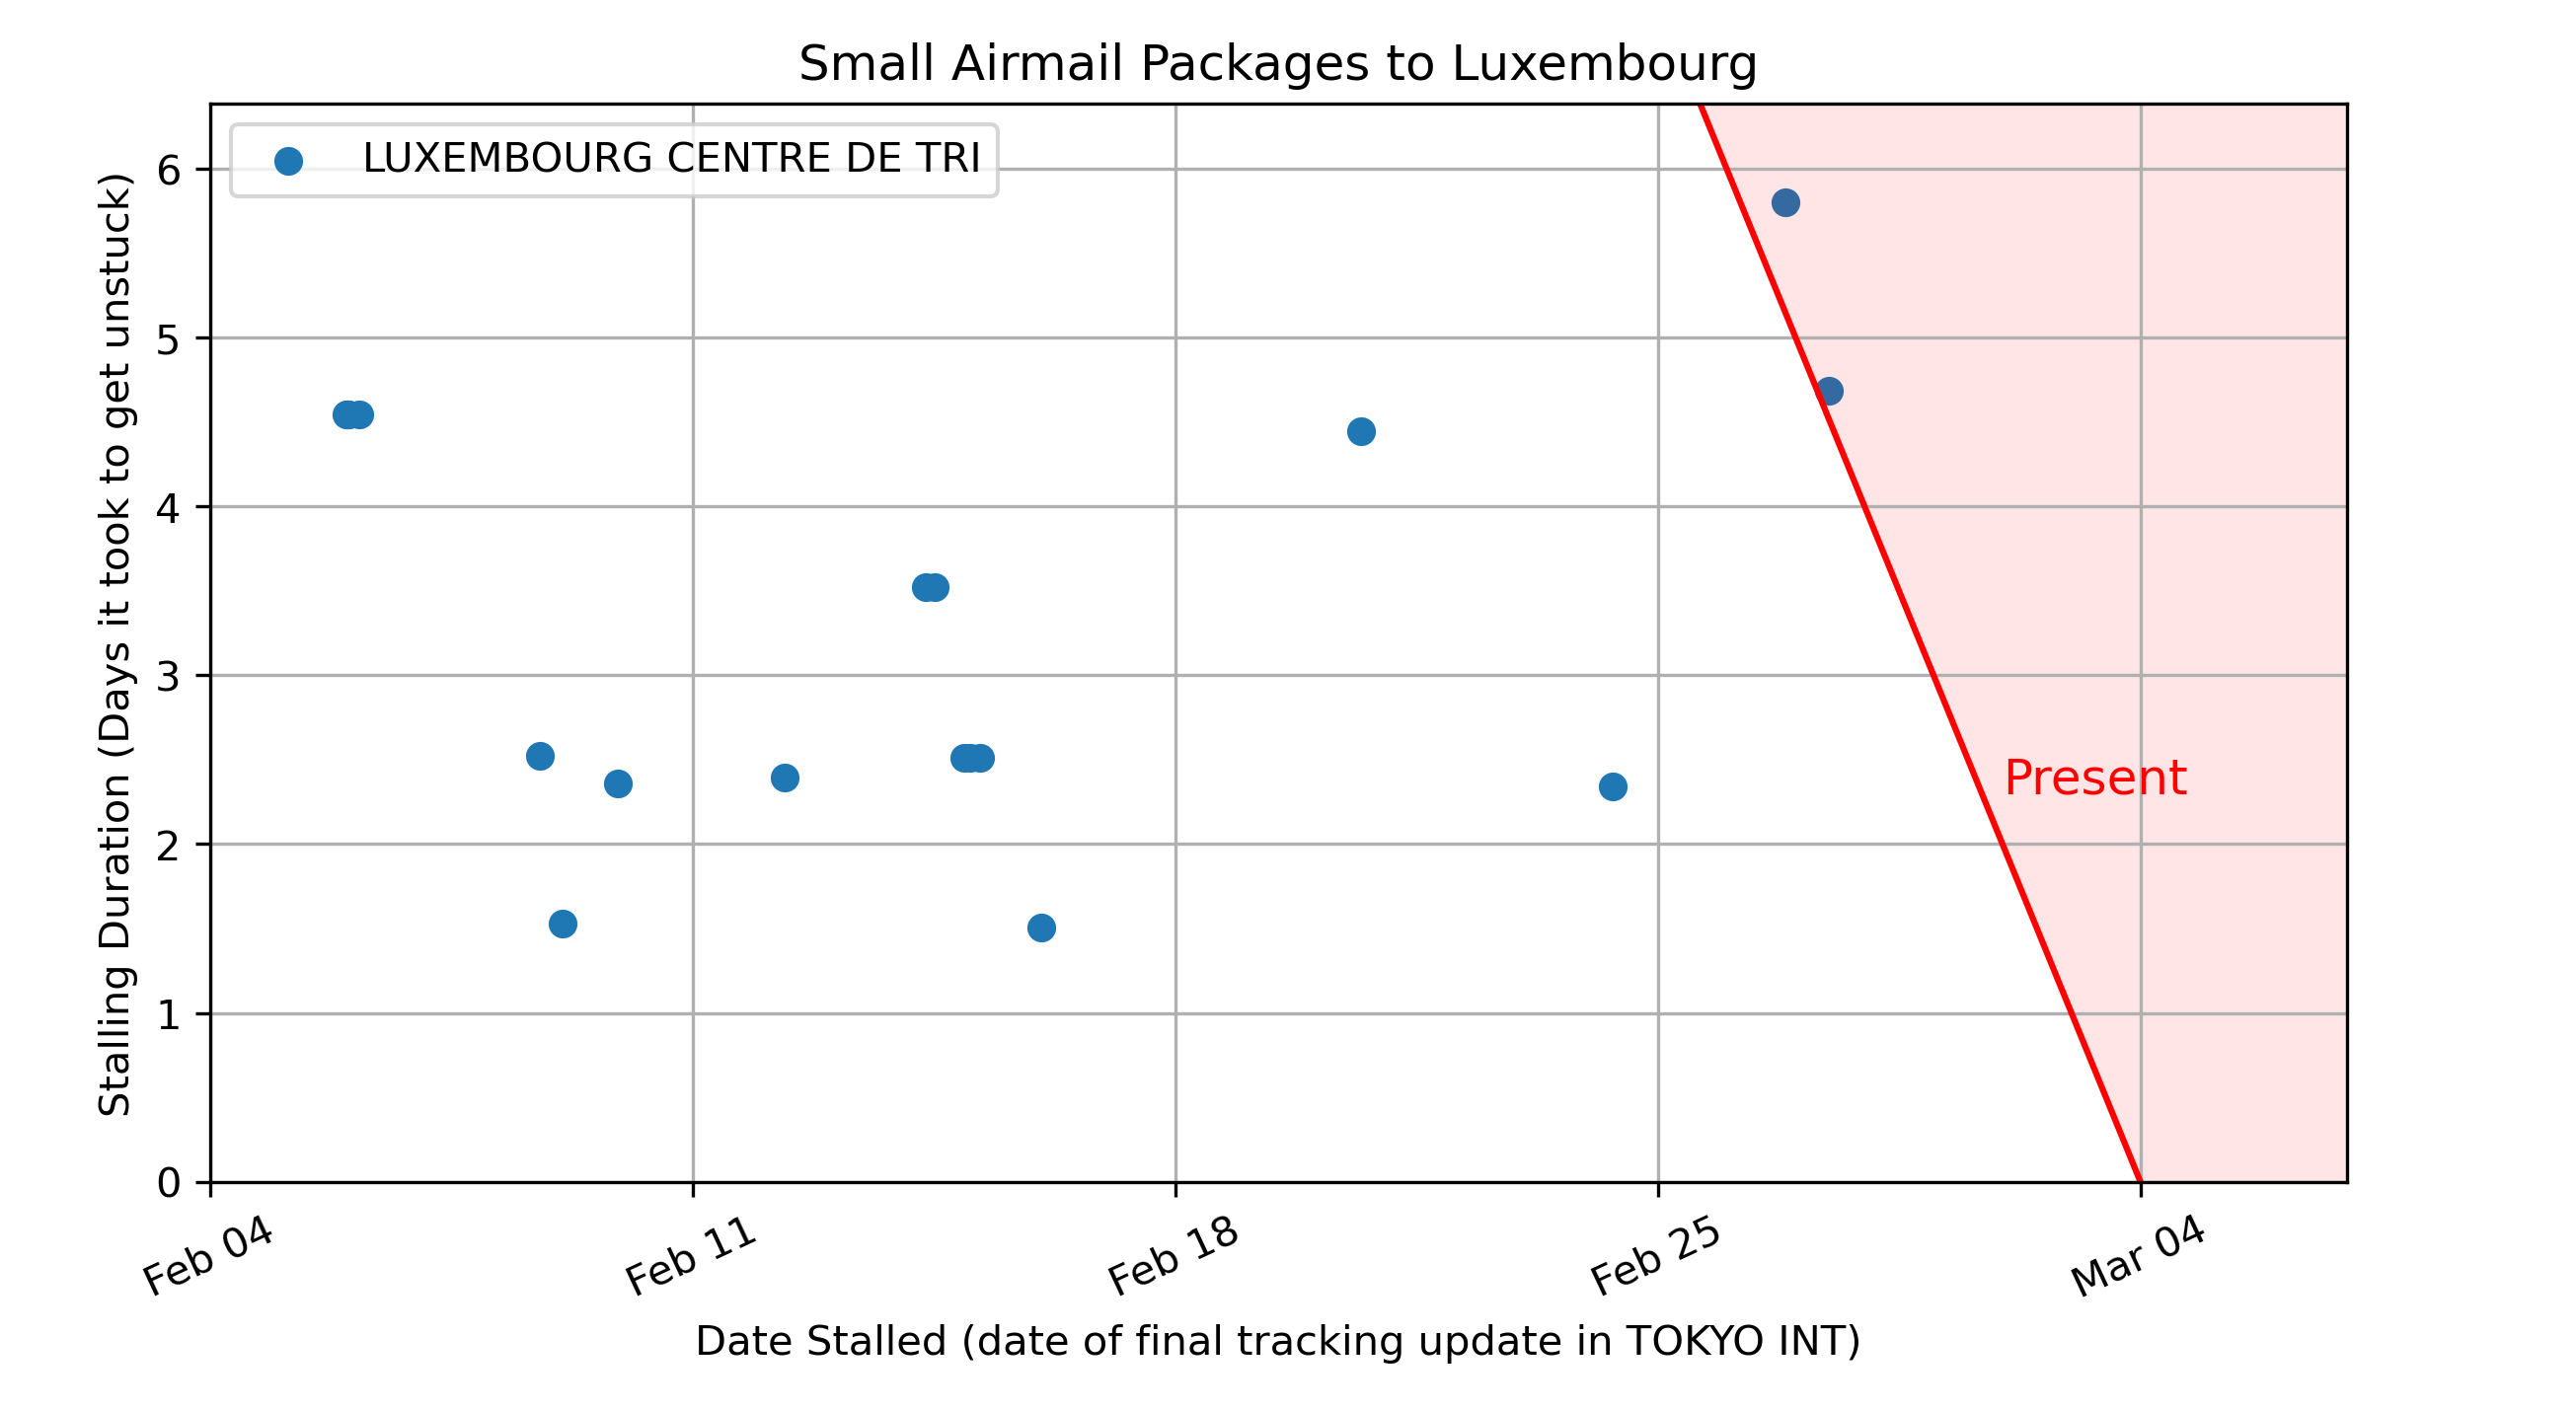 Small Airmail Packages to Luxembourg
LUXEMBOURG CENTRE DE TRI
Stalling Duration (Days it took to get unstuck)
6
5
4
3
2
1
0
Present
Feb 04
Feb 11
Feb 18
Feb 25
Mar 04
Date Stalled (date of final tracking update in TOKYO INT)